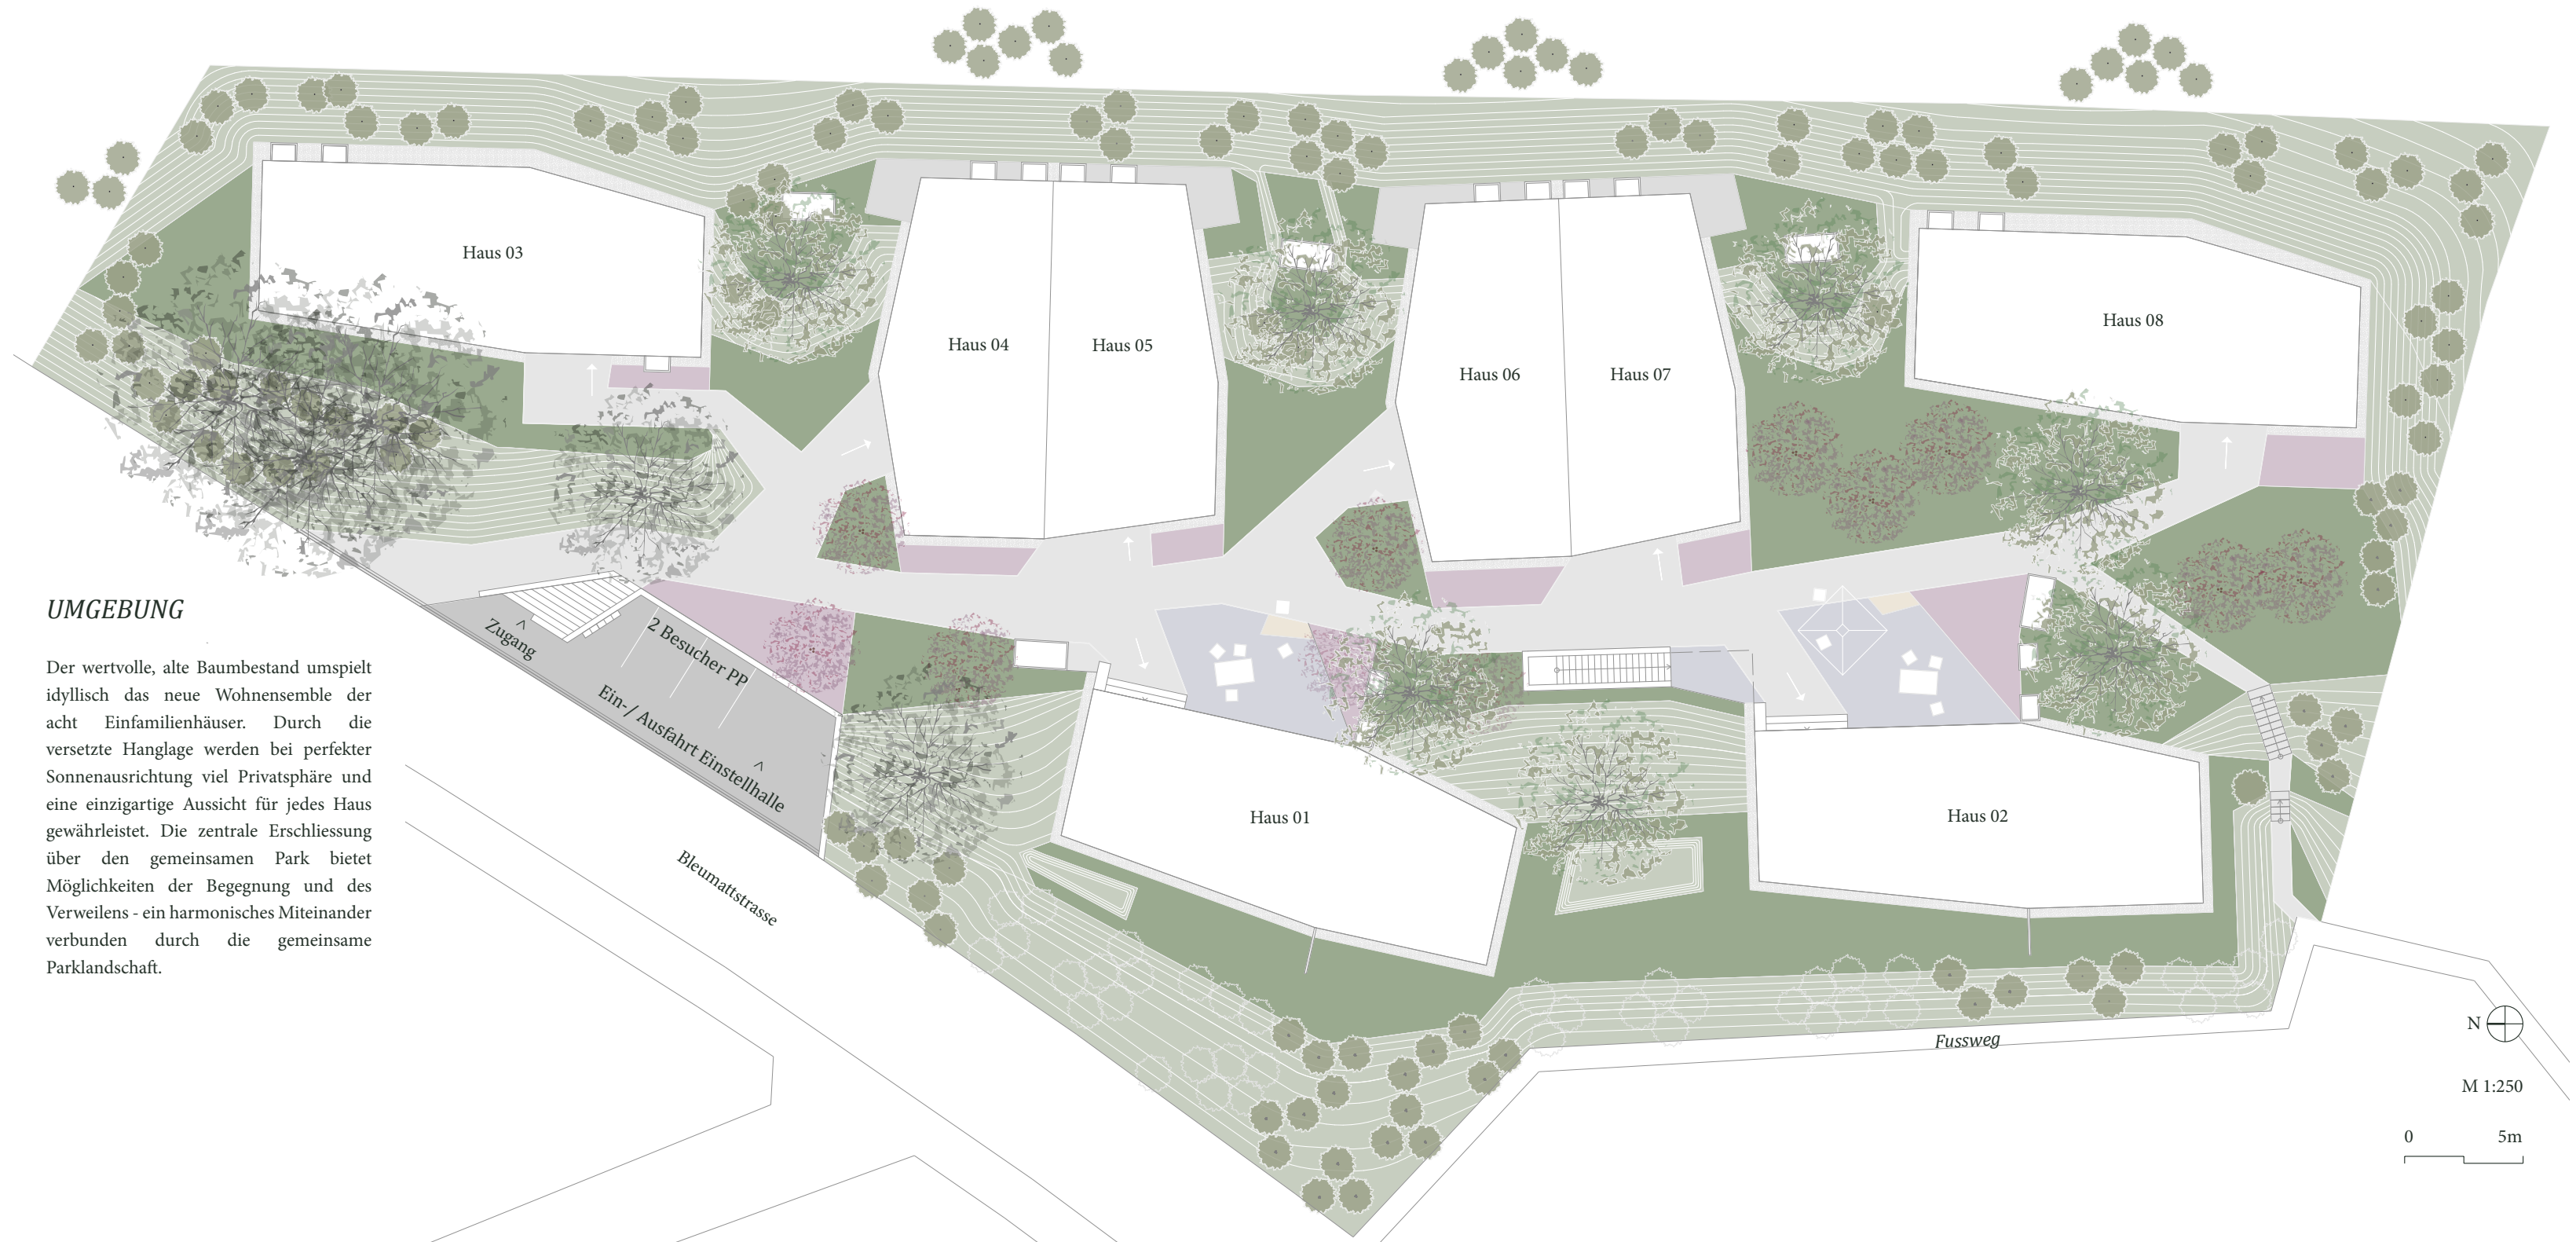 Haus 03
Haus 04
Haus 05
Haus 06
Haus 07
Haus 08
UMGEBUNG
Der wertvolle, alte Baumbestand umspielt
idyllisch das neue Wohnensemble der
acht Einfamilienhäuser. Durch die
versetzte Hanglage werden bei perfekter
Sonnenausrichtung viel Privatsphäre und
eine einzigartige Aussicht für jedes Haus
gewährleistet. Die zentrale Erschliessung
über den gemeinsamen Park bietet
Möglichkeiten der Begegnung und des
Verweilens - ein harmonisches Miteinander
verbunden durch die gemeinsame
Parklandschaft.
Zugang
2 Besucher PP
Ein-/ Ausfahrt Einstellhalle
Bleumattstrasse
Haus 01
Haus 02
Fussweg
N
M 1:250
0 5m